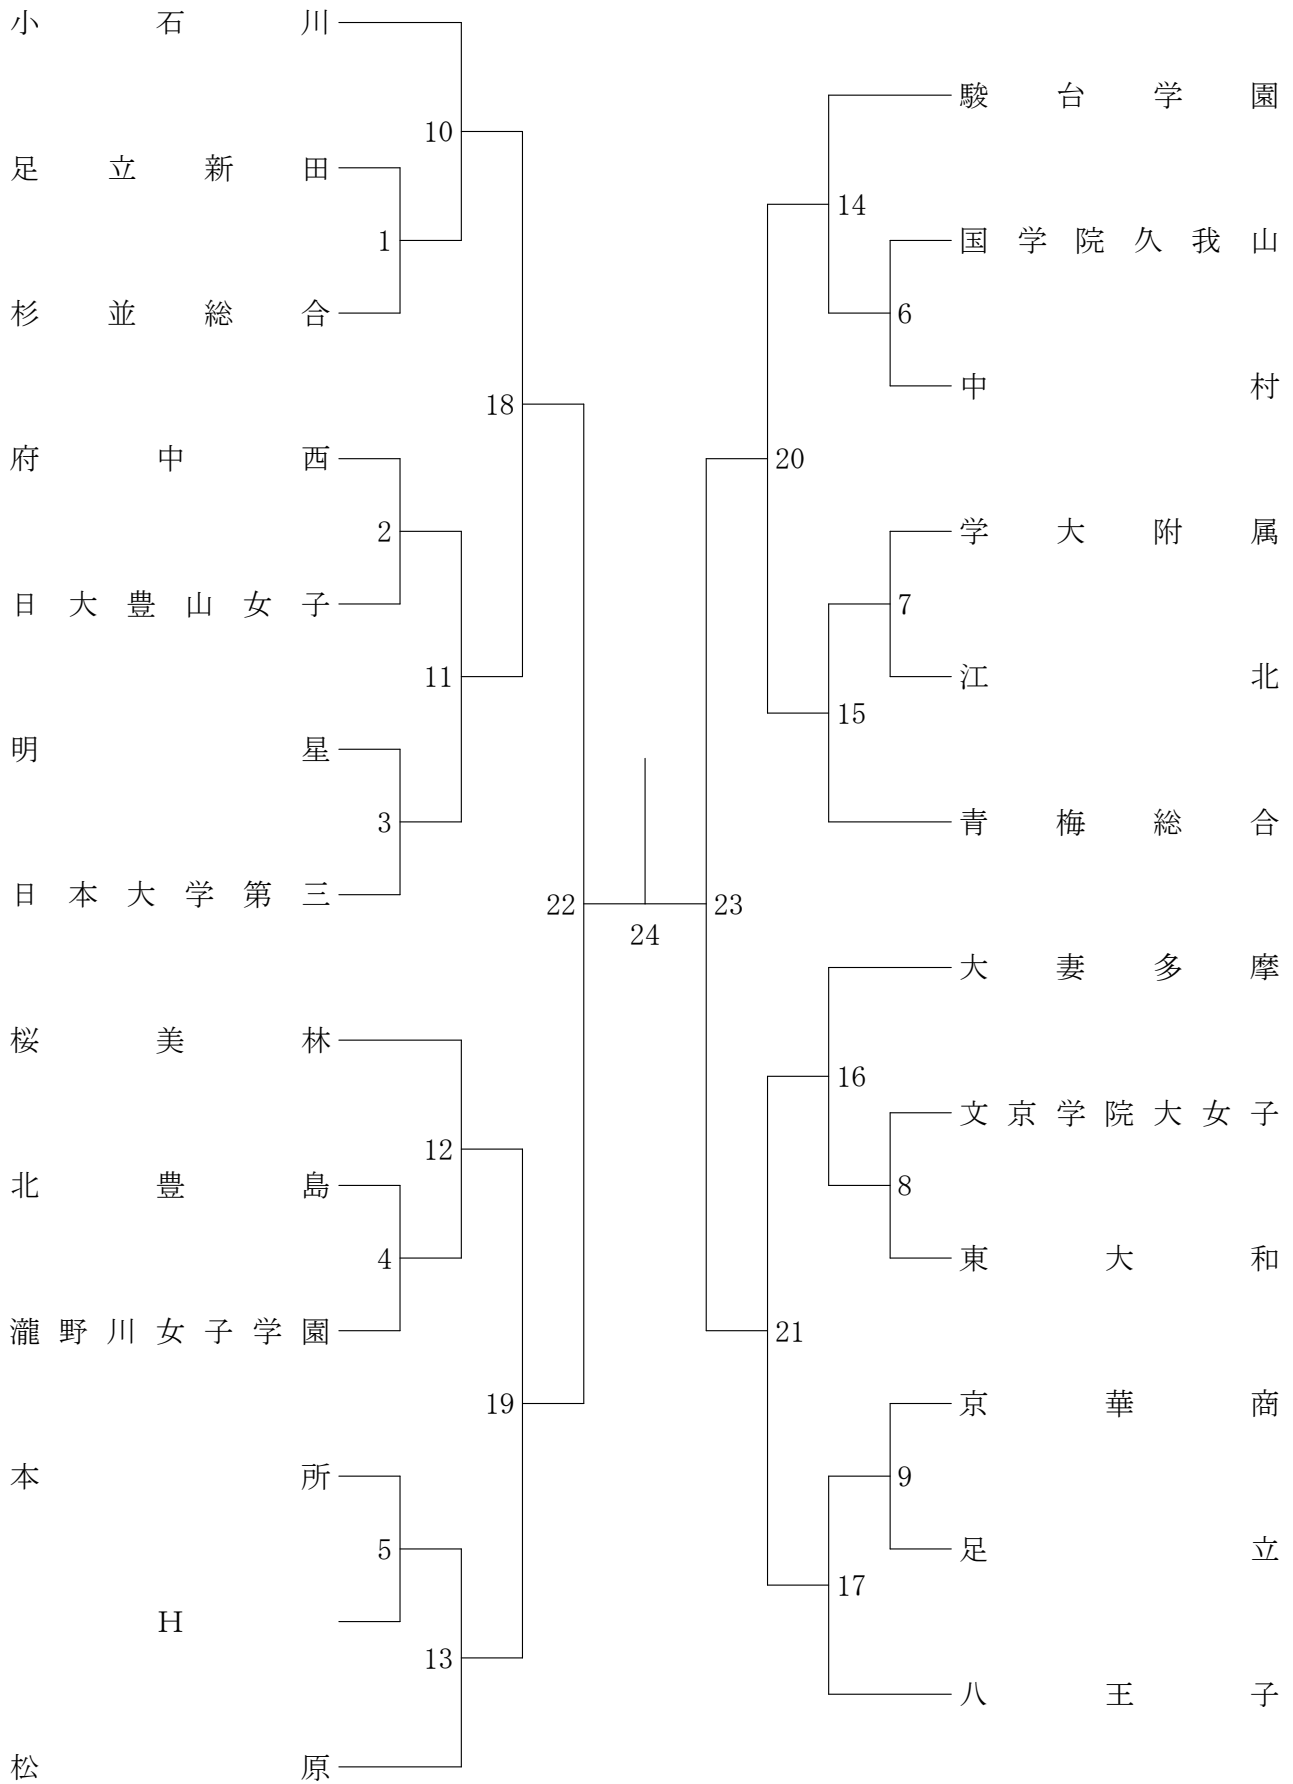 小石川
10
足立新田
1
杉並総合
18
府中西
2
日大豊山女子
11
明星
3
日本大学第三
22
桜美林
12
北豊島
4
瀧野川女子学園
19
本所
5
H
13
松原
24
駿台学園
14
国学院久我山
6
中村
20
学大附属
7
江北
15
青梅総合
23
大妻多摩
16
文京学院大女子
8
東大和
21
京華商
9
足立
17
八王子